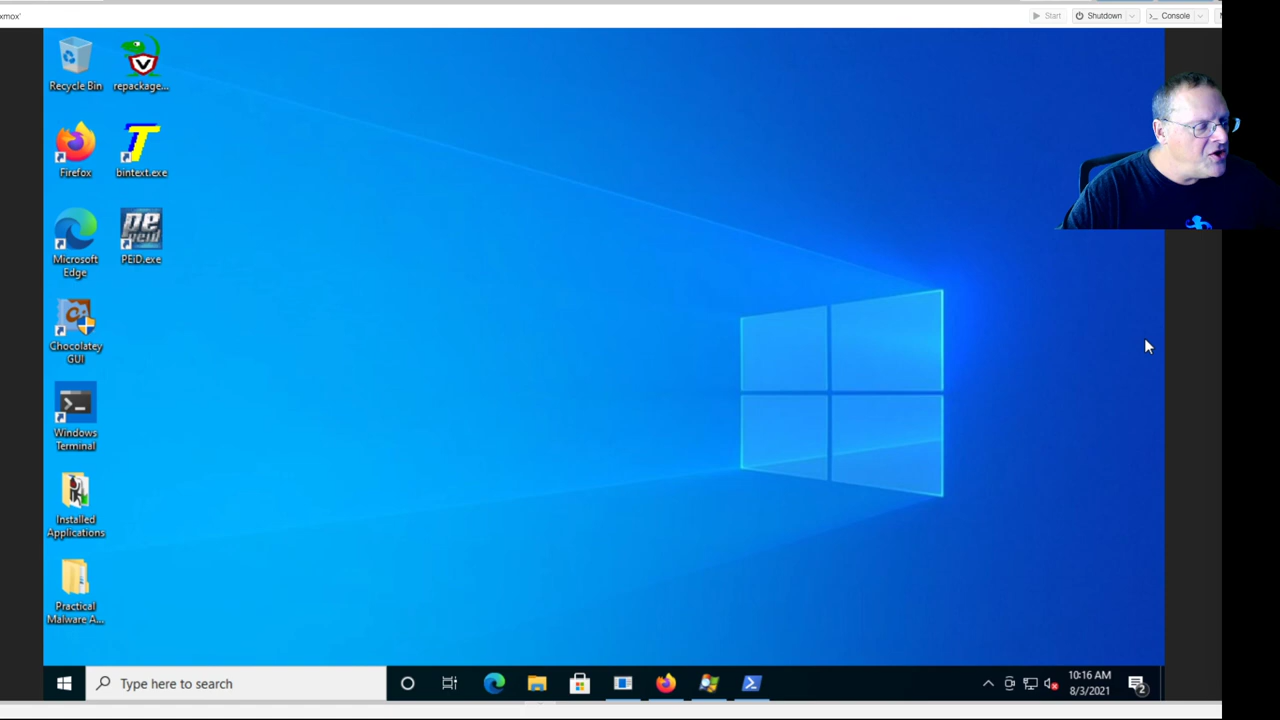 xmox'
Start
Shutdown
>_ Console
Recycle Bin
repackage...
Firefox
bintext.exe
Microsoft
Edge
PEiD.exe
Chocolatey
GUI
Windows
Terminal
Installed
Applications
Practical
Malware A...
Type here to search
10:16 AM
8/3/2021
2